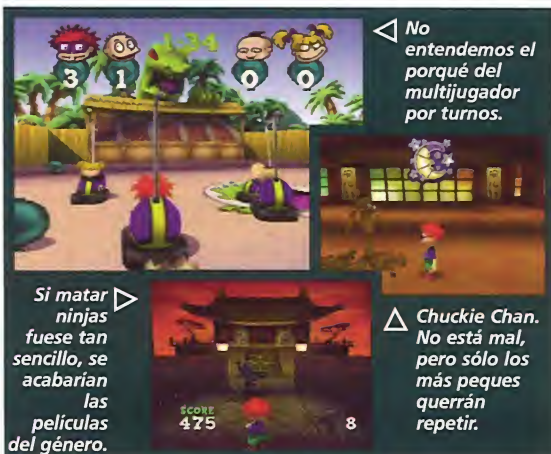 1:34
3 1 0 0
No
entendemos el
porqué del
multijugador
por turnos.
Si matar
ninjas
fuese tan
sencillo, se
acabarían
las
películas
del género.
SCORE
475
8
Chuckie Chan.
No está mal,
pero sólo los
más peques
querrán
repetir.